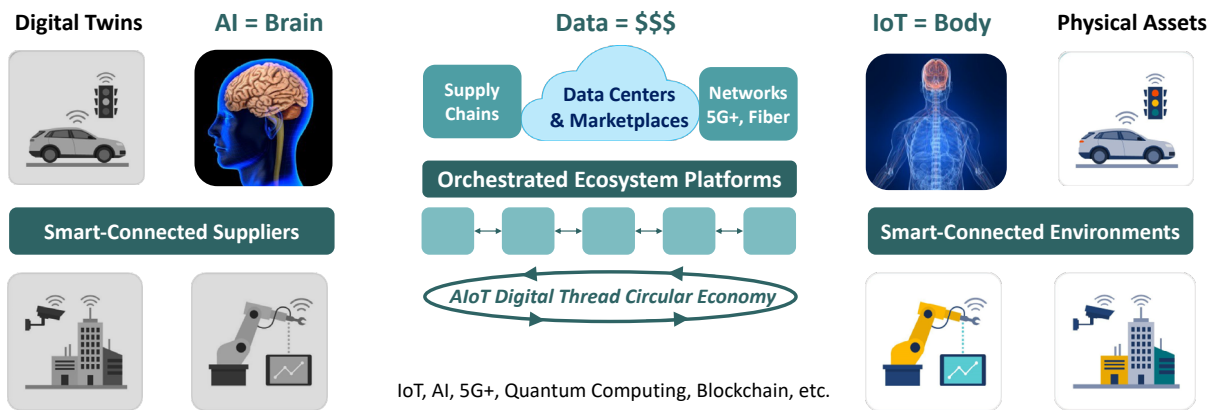 Digital Twins
AI = Brain
Data = $$$
IoT = Body
Physical Assets
Supply
Chains
Data Centers
& Marketplaces
Networks
5G+, Fiber
Orchestrated Ecosystem Platforms
Smart-Connected Suppliers
Smart-Connected Environments
AIoT Digital Thread Circular Economy
IoT, AI, 5G+, Quantum Computing, Blockchain, etc.